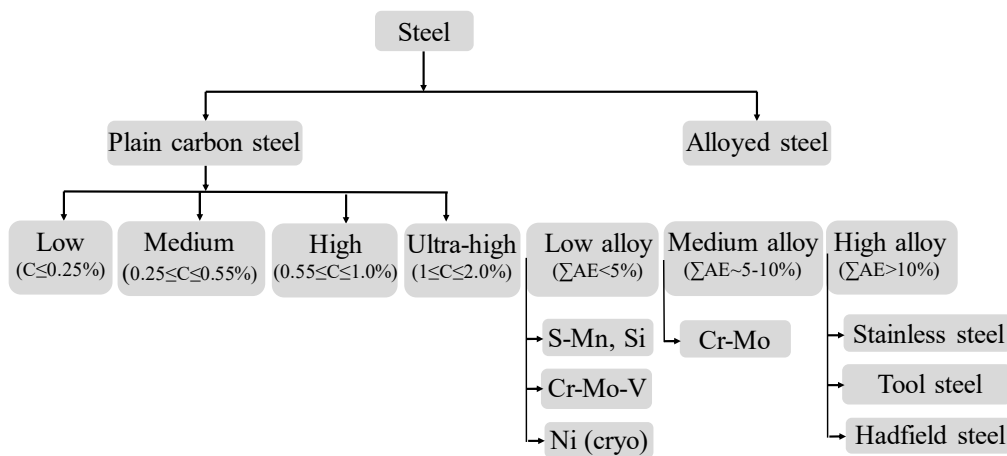 Steel
Plain carbon steel
Alloyed steel
Low
(C≤0.25%)
Medium
(0.25≤C≤0.55%)
High
(0.55≤C≤1.0%)
Ultra-high
(1≤C≤2.0%)
Low alloy
(∑AE<5%)
Medium alloy
(∑AE~5-10%)
High alloy
(∑AE>10%)
S-Mn, Si
Cr-Mo-V
Ni (cryo)
Cr-Mo
Stainless steel
Tool steel
Hadfield steel